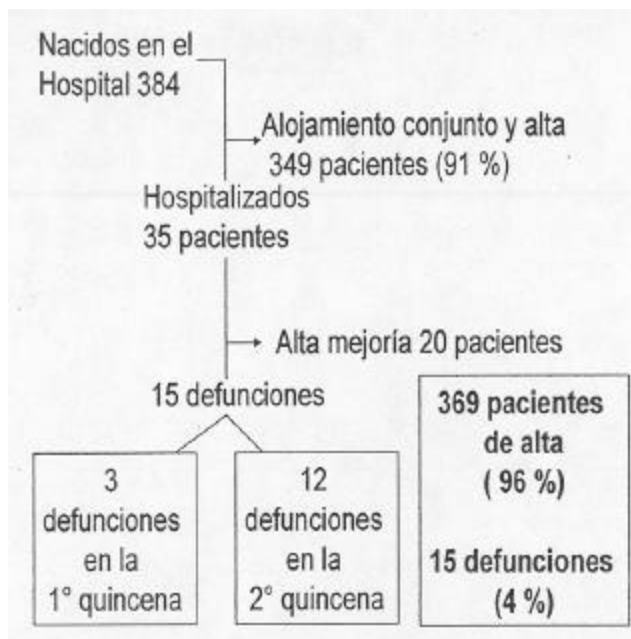 Nacidos en el
Hospital 384
Alojamiento conjunto y alta
349 pacientes (91 %)
Hospitalizados
35 pacientes
Alta mejoría 20 pacientes
15 defunciones
3
defunciones
en la
1° quincena
12
defunciones
en la
2° quincena
369 pacientes
de alta
( 96 %)
15 defunciones
(4 %)